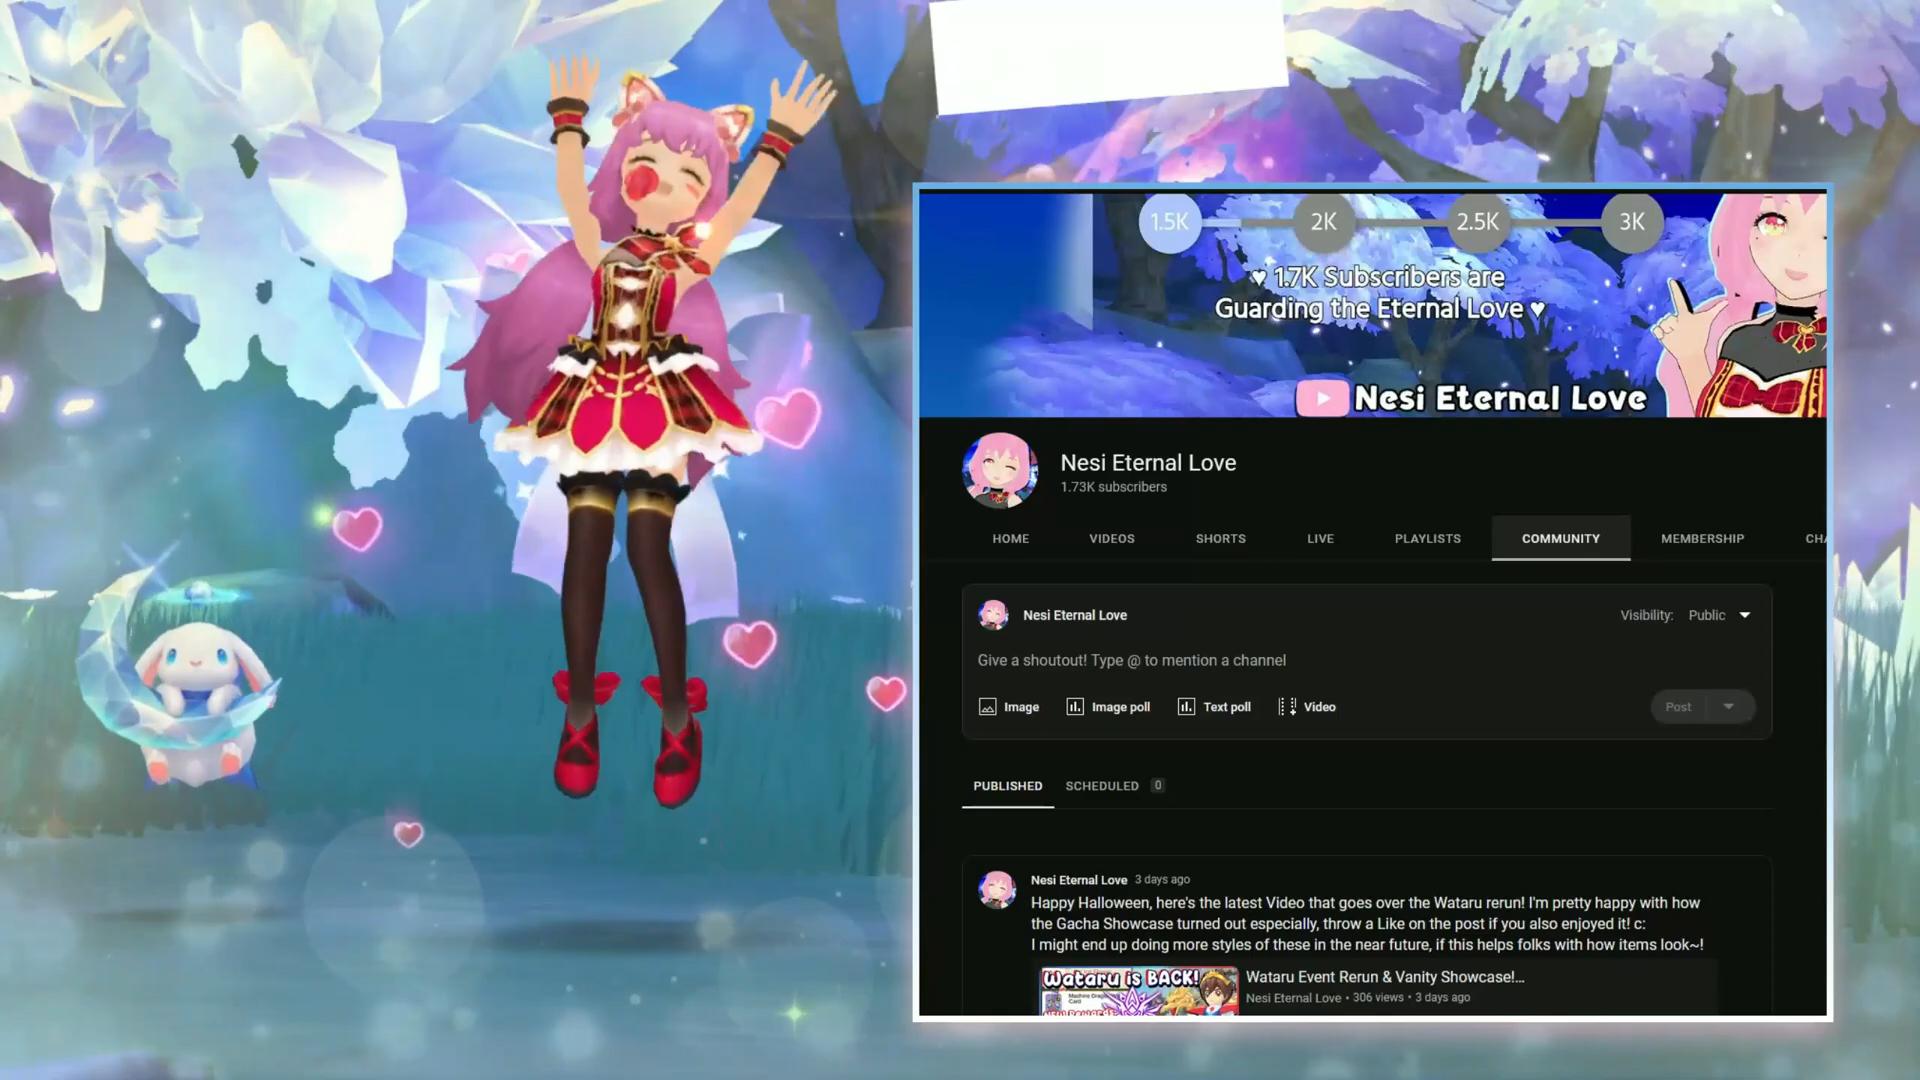 1.5K
2K
2.5K
3K
♥ 1.7K Subscribers are
Guarding the Eternal Love ♥
Nesi Eternal Love
Nesi Eternal Love
1.73K subscribers
HOME
VIDEOS
SHORTS
LIVE
PLAYLISTS
COMMUNITY
MEMBERSHIP
CHA
Nesi Eternal Love
Visibility: Public
Give a shoutout! Type @ to mention a channel
Image
Image poll
Text poll
Video
Post
PUBLISHED
SCHEDULED 0
Nesi Eternal Love 3 days ago
Happy Halloween, here's the latest Video that goes over the Wataru rerun! I'm pretty happy with how
the Gacha Showcase turned out especially, throw a Like on the post if you also enjoyed it! c:
I might end up doing more styles of these in the near future, if this helps folks with how items look~!
Wataru is BACK!
Wataru Event Rerun & Vanity Showcase!...
Nesi Eternal Love • 306 views • 3 days ago